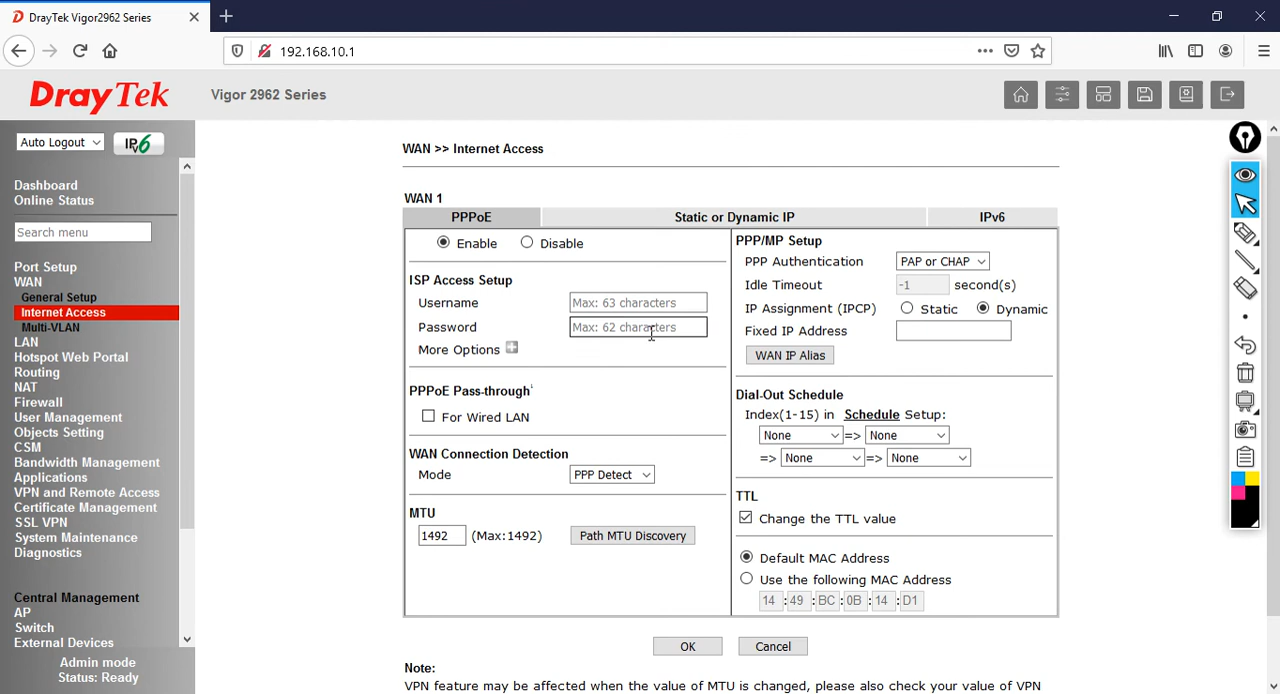 DrayTek Vigor2962 Series
192.168.10.1
DrayTek
Vigor 2962 Series
Auto Logout
IPv6
Dashboard
Online Status
Search menu
Port Setup
WAN
General Setup
Internet Access
Multi-VLAN
LAN
Hotspot Web Portal
Routing
NAT
Firewall
User Management
Objects Setting
CSM
Bandwidth Management
Applications
VPN and Remote Access
Certificate Management
SSL VPN
System Maintenance
Diagnostics
Central Management
AP
Switch
External Devices
Admin mode
Status: Ready
WAN >> Internet Access
WAN 1
PPPoE
Static or Dynamic IP
IPv6
Enable Disable
ISP Access Setup
Username Max: 63 characters
Password Max: 62 characters
More Options
PPPoE Pass-through
For Wired LAN
WAN Connection Detection
Mode PPP Detect
MTU
1492 (Max:1492) Path MTU Discovery
PPP/MP Setup
PPP Authentication PAP or CHAP
Idle Timeout -1 second(s)
IP Assignment (IPCP) Static Dynamic
Fixed IP Address
WAN IP Alias
Dial-Out Schedule
Index(1-15) in Schedule Setup:
None => None
=> None => None
TTL
Change the TTL value
Default MAC Address
Use the following MAC Address
14 :49 :BC :0B :14 :D1
OK Cancel
Note:
VPN feature may be affected when the value of MTU is changed, please also check your value of VPN